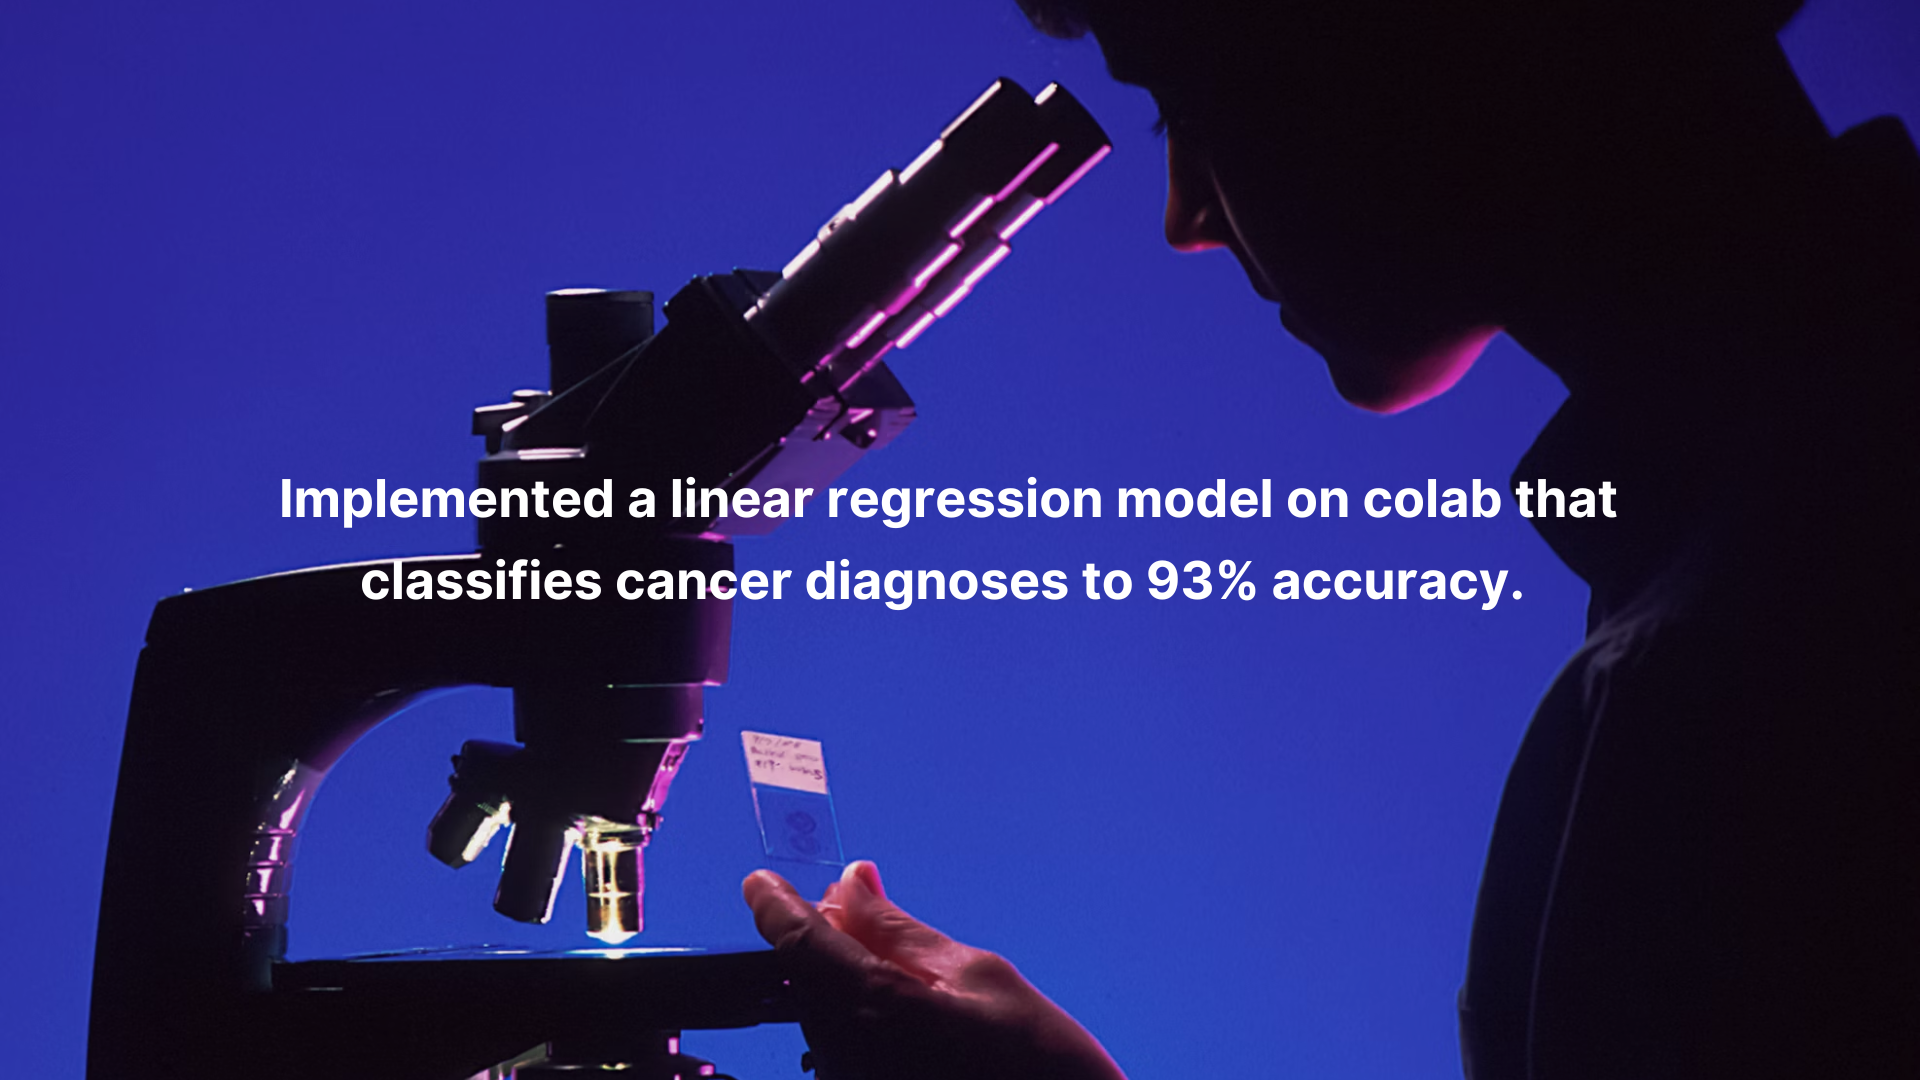 Implemented a linear regression model on colab that
classifies cancer diagnoses to 93% accuracy.